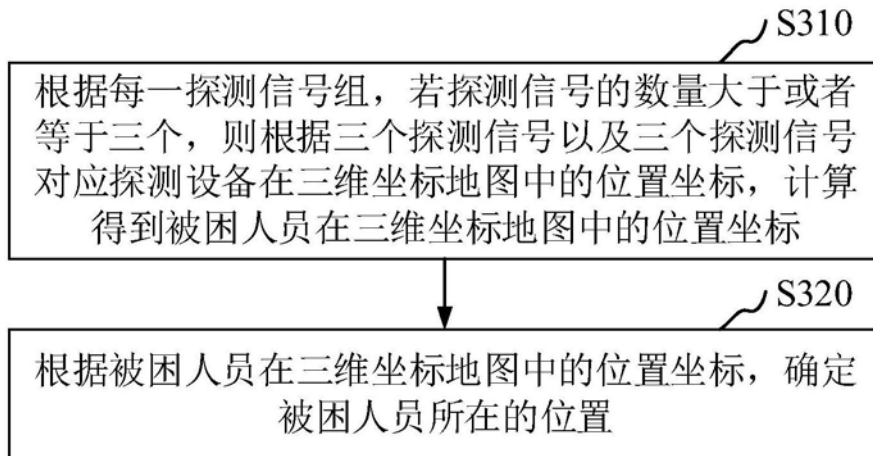 S310
根据每一探测信号组，若探测信号的数量大于或者
等于三个，则根据三个探测信号以及三个探测信号
对应探测设备在三维坐标地图中的位置坐标，计算
得到被困人员在三维坐标地图中的位置坐标
S320
根据被困人员在三维坐标地图中的位置坐标，确定
被困人员所在的位置